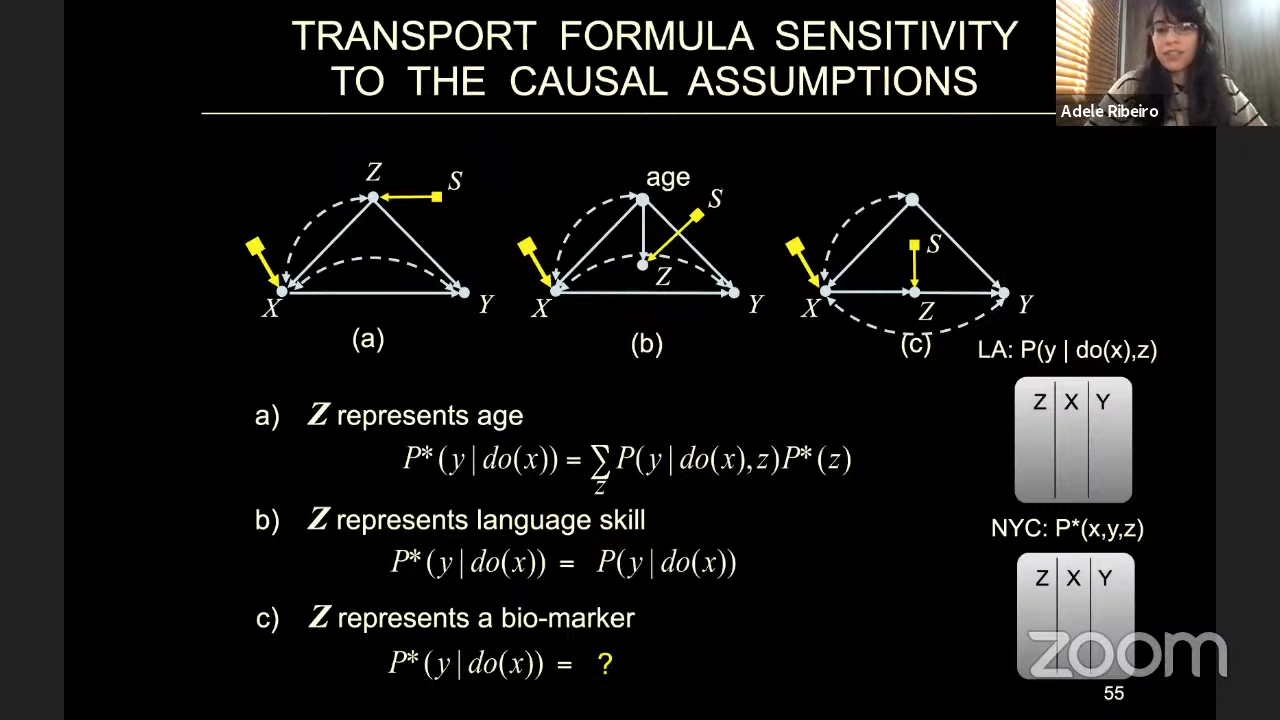 TRANSPORT FORMULA SENSITIVITY
TO THE CAUSAL ASSUMPTIONS
Adele Ribeiro
Z
S
X
Y
(a)
age
S
Z
X
Y
(b)
S
X
Z
Y
(c)
LA: P(y | do(x),z)
Z X Y
a) Z represents age
P*(y | do(x)) = ∑ P(y | do(x), z)P*(z)
z
b) Z represents language skill
P*(y | do(x)) = P(y | do(x))
NYC: P*(x,y,z)
Z X Y
c) Z represents a bio-marker
P*(y | do(x)) = ?
zoom
55